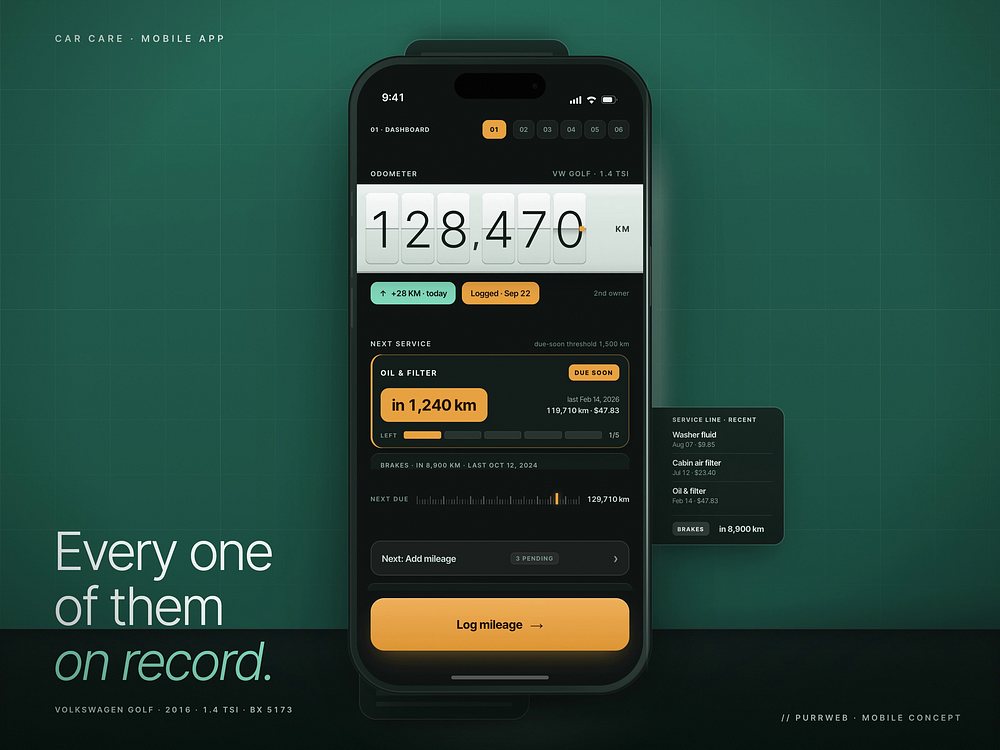 CAR CARE · MOBILE APP
9:41
01 · DASHBOARD
01 02 03 04 05 06
ODOMETER
VW GOLF · 1.4 TSI
128,470 KM
↑ +28 KM · today
Logged · Sep 22
2nd owner
NEXT SERVICE
due-soon threshold 1,500 km
OIL & FILTER
DUE SOON
in 1,240 km
last Feb 14, 2026
119,710 km · $47.83
LEFT
1/5
BRAKES · IN 8,900 KM · LAST OCT 12, 2024
NEXT DUE
129,710 km
Next: Add mileage
3 PENDING
›
Log mileage →
SERVICE LINE · RECENT
Washer fluid
Aug 07 · $9.85
Cabin air filter
Jul 12 · $23.40
Oil & filter
Feb 14 · $47.83
BRAKES
in 8,900 km
Every one
of them
on record.
VOLKSWAGEN GOLF · 2016 · 1.4 TSI · BX 5173
// PURRWEB · MOBILE CONCEPT